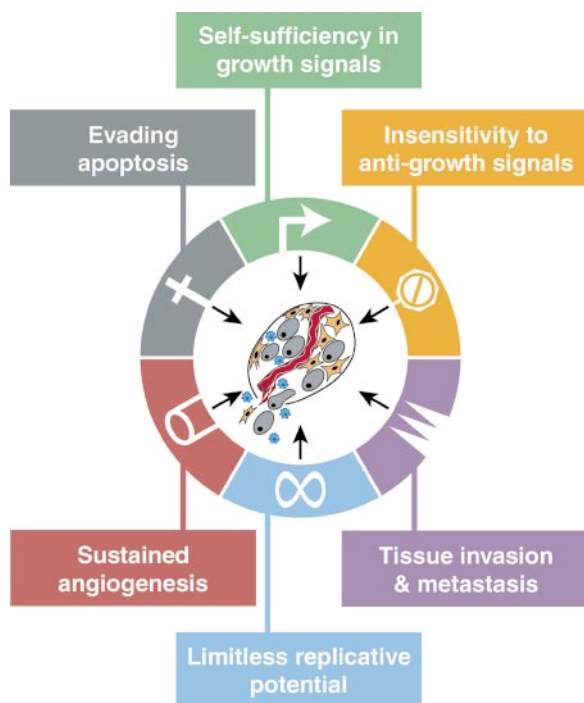 Self-sufficiency in
growth signals
Evading
apoptosis
Insensitivity to
anti-growth signals
Sustained
angiogenesis
Tissue invasion
& metastasis
Limitless replicative
potential